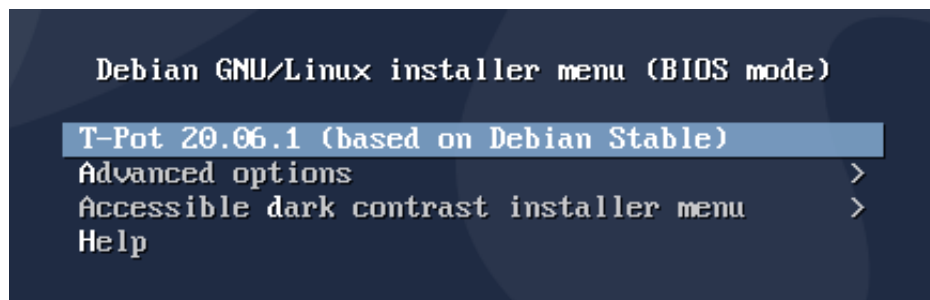 Debian GNU/Linux installer menu (BIOS mode)
T-Pot 20.06.1 (based on Debian Stable)
Advanced options >
Accessible dark contrast installer menu >
Help